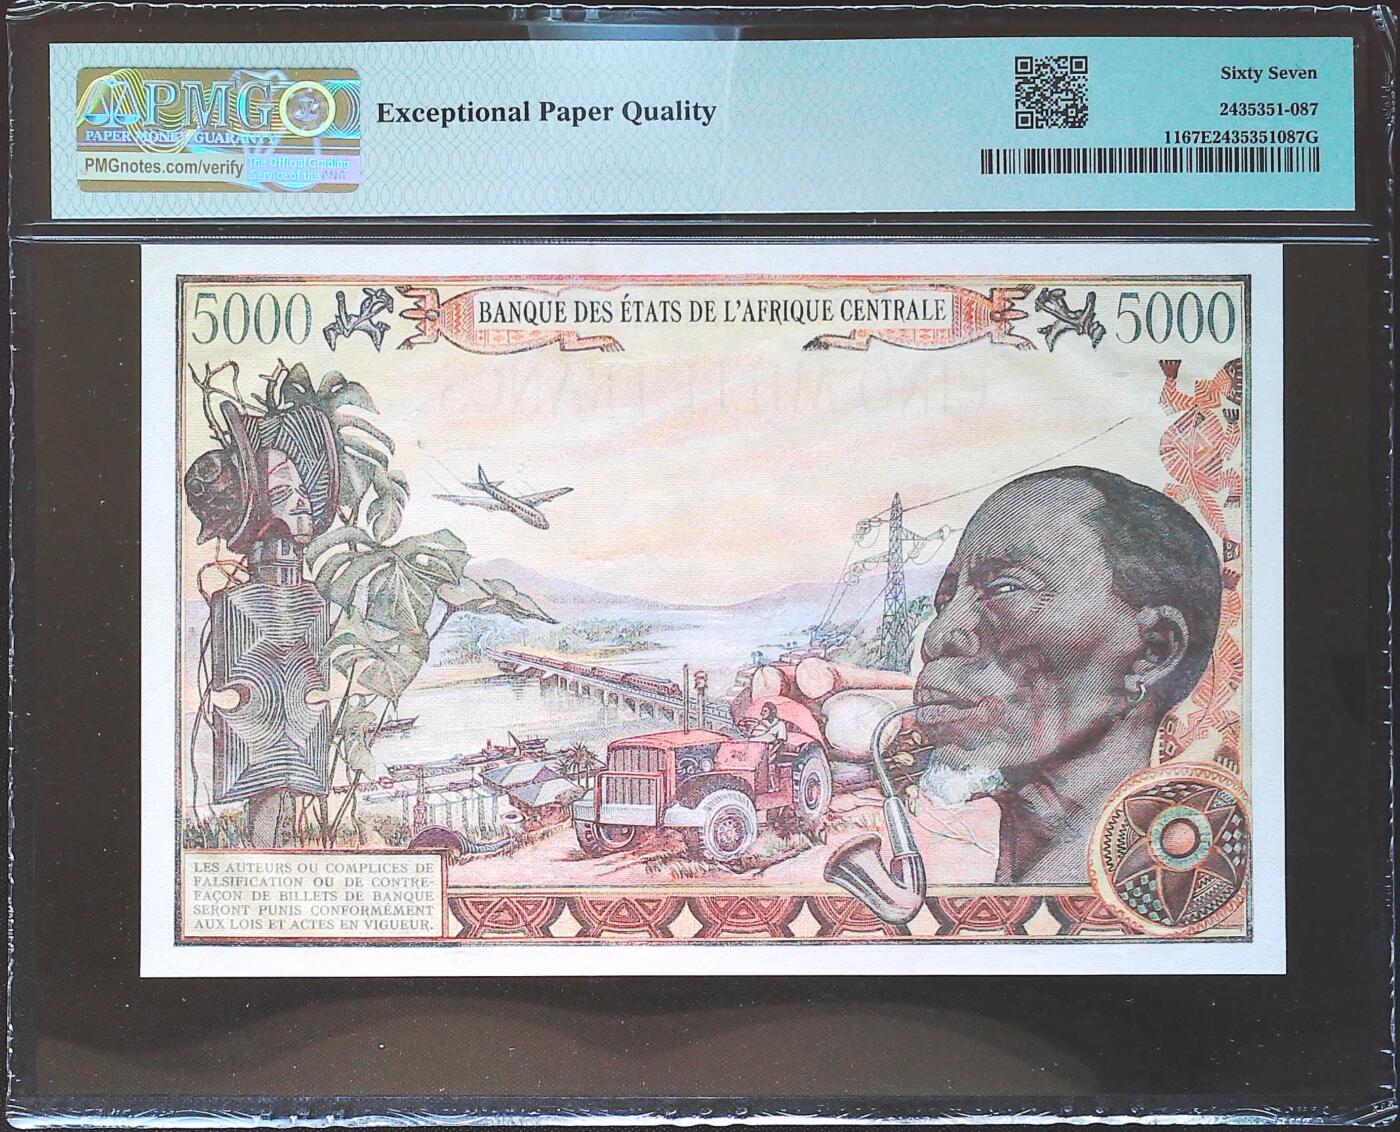 PMG
PAPER MONEY GUARANTY
PMGnotes.com/verify
The Official Grading
Service of the PNG
Exceptional Paper Quality
Sixty Seven
2435351-087
1167E2435351087G
5000
BANQUE DES ÉTATS DE L'AFRIQUE CENTRALE
5000
LES AUTEURS OU COMPLICES DE
FALSIFICATION OU DE CONTRE-
FAÇON DE BILLETS DE BANQUE
SERONT PUNIS CONFORMÉMENT
AUX LOIS ET ACTES EN VIGUEUR.